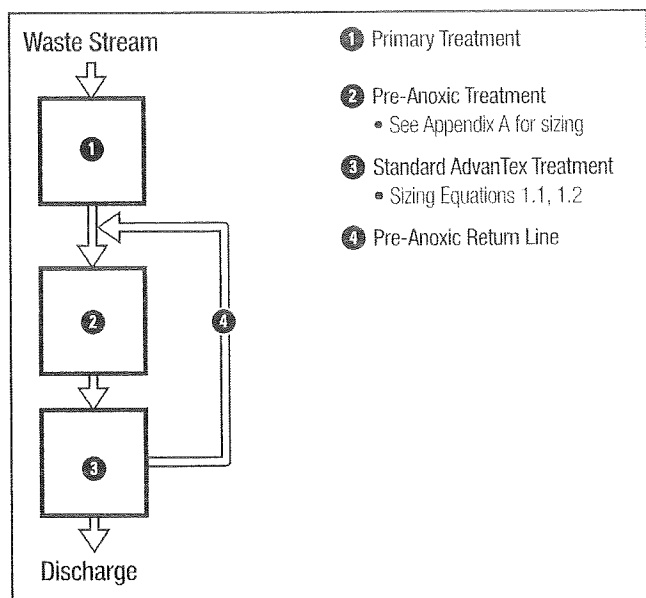 Waste Stream
1
2
3
4
Discharge
1 Primary Treatment
2 Pre-Anoxic Treatment
• See Appendix A for sizing
3 Standard AdvanTex Treatment
• Sizing Equations 1.1, 1.2
4 Pre-Anoxic Return Line